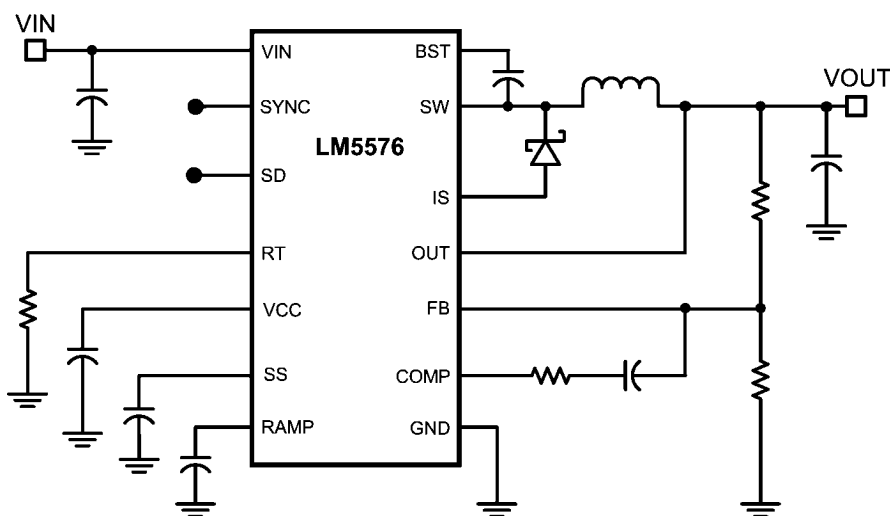 VIN
VIN
SYNC
SD
RT
VCC
SS
RAMP
LM5576
BST
SW
IS
OUT
FB
COMP
GND
VOUT